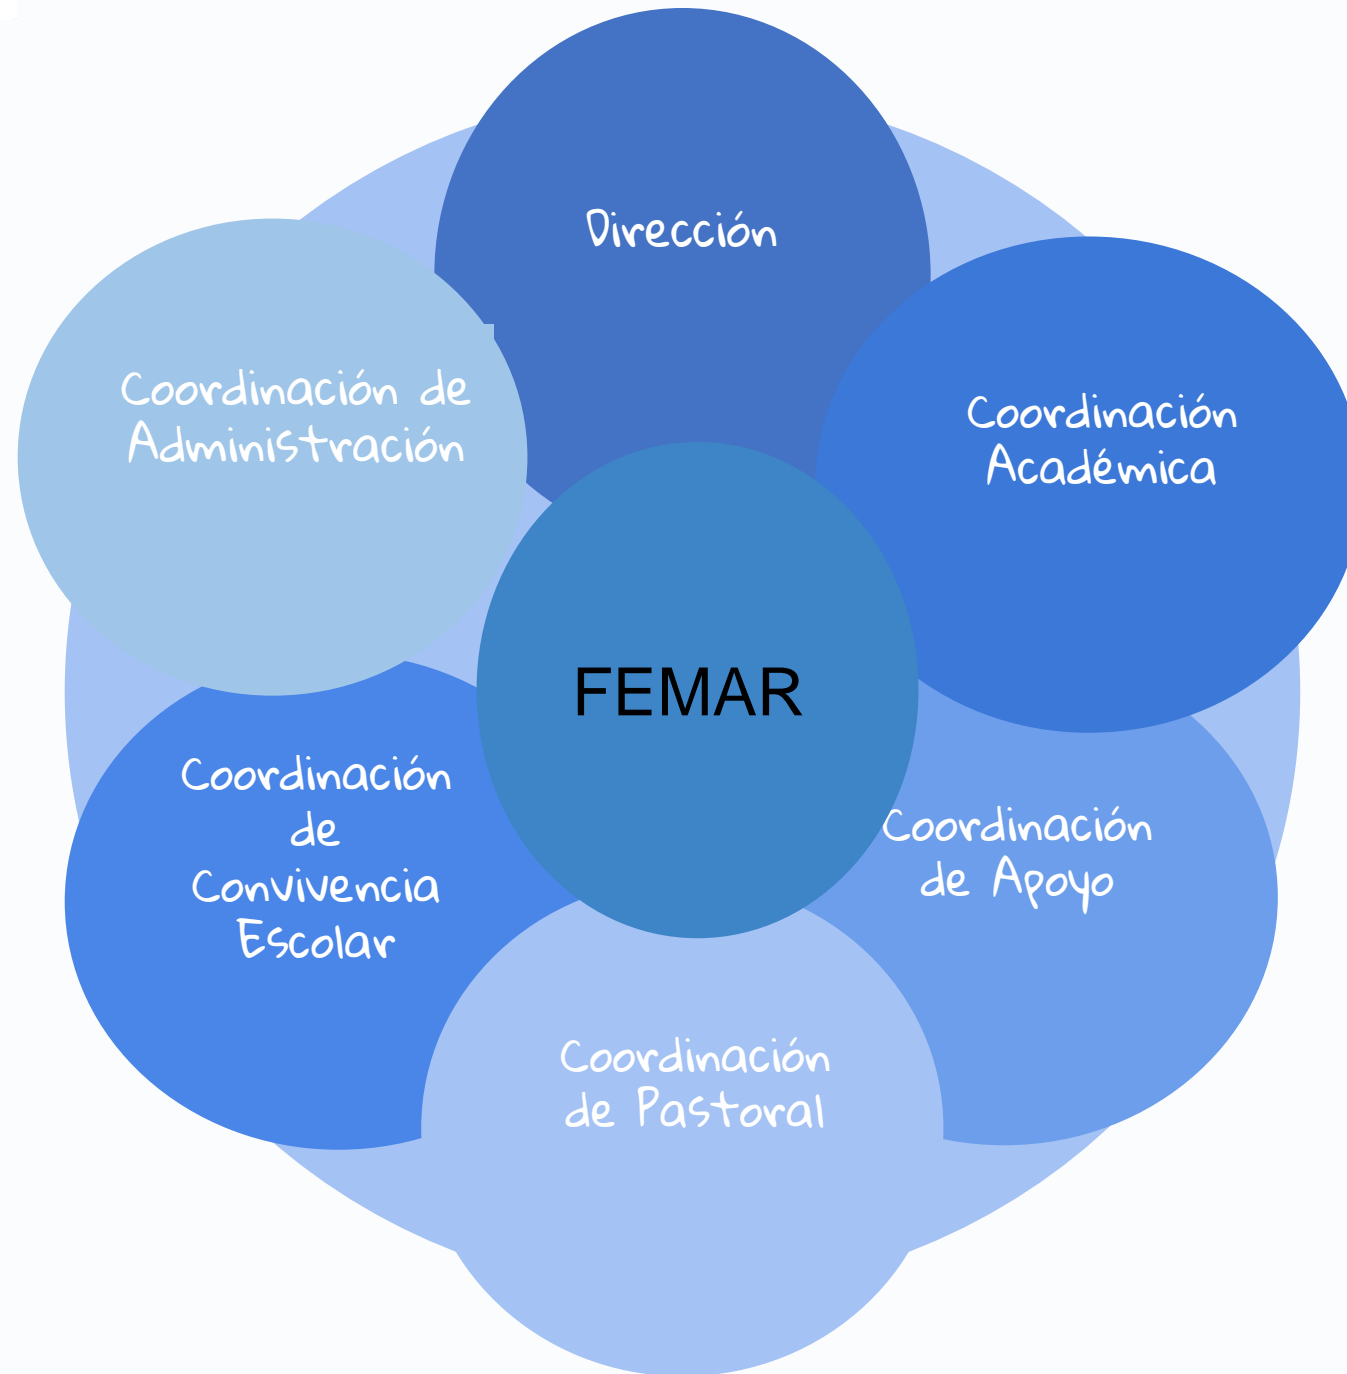 Dirección
Coordinación de
Administración
Coordinación
Académica
FEMAR
Coordinación
de
Convivencia
Escolar
Coordinación
de Apoyo
Coordinación
de Pastoral